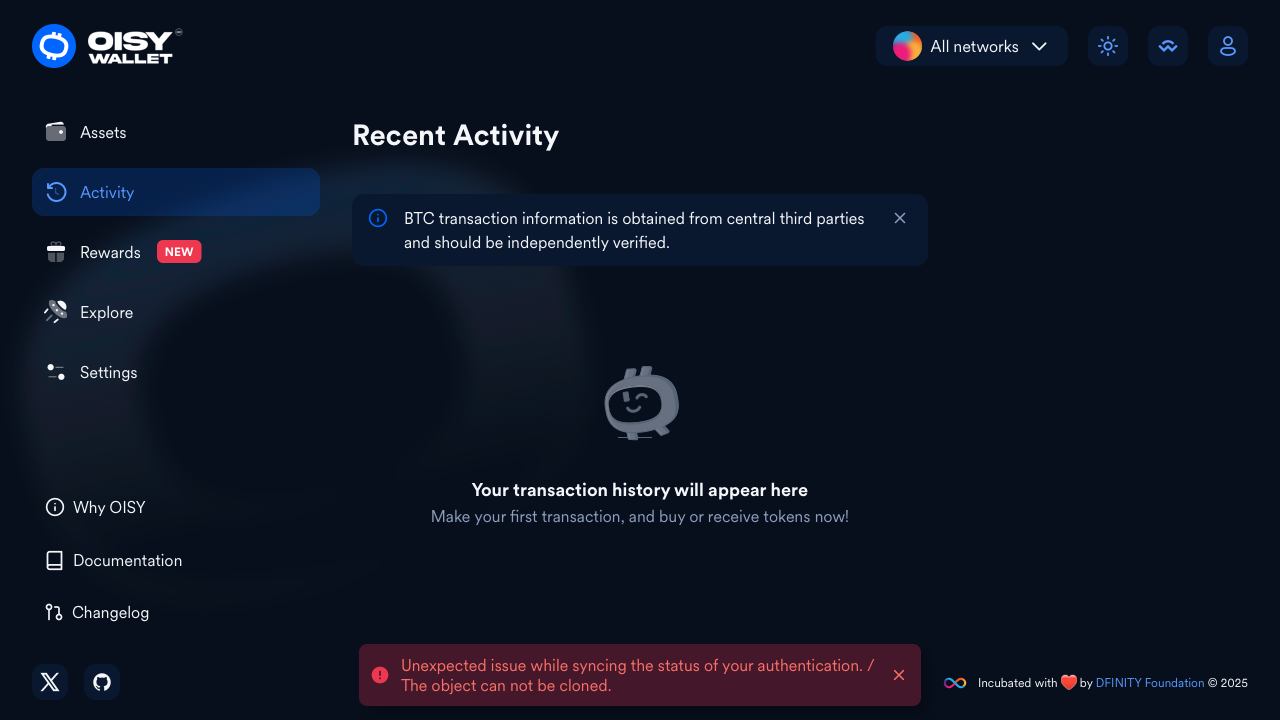 OISY
WALLET
All networks
Assets
Activity
Rewards NEW
Explore
Settings
Why OISY
Documentation
Changelog
Recent Activity
BTC transaction information is obtained from central third parties
and should be independently verified.
Your transaction history will appear here
Make your first transaction, and buy or receive tokens now!
Unexpected issue while syncing the status of your authentication. /
The object can not be cloned.
Incubated with ❤️ by DFINITY Foundation © 2025